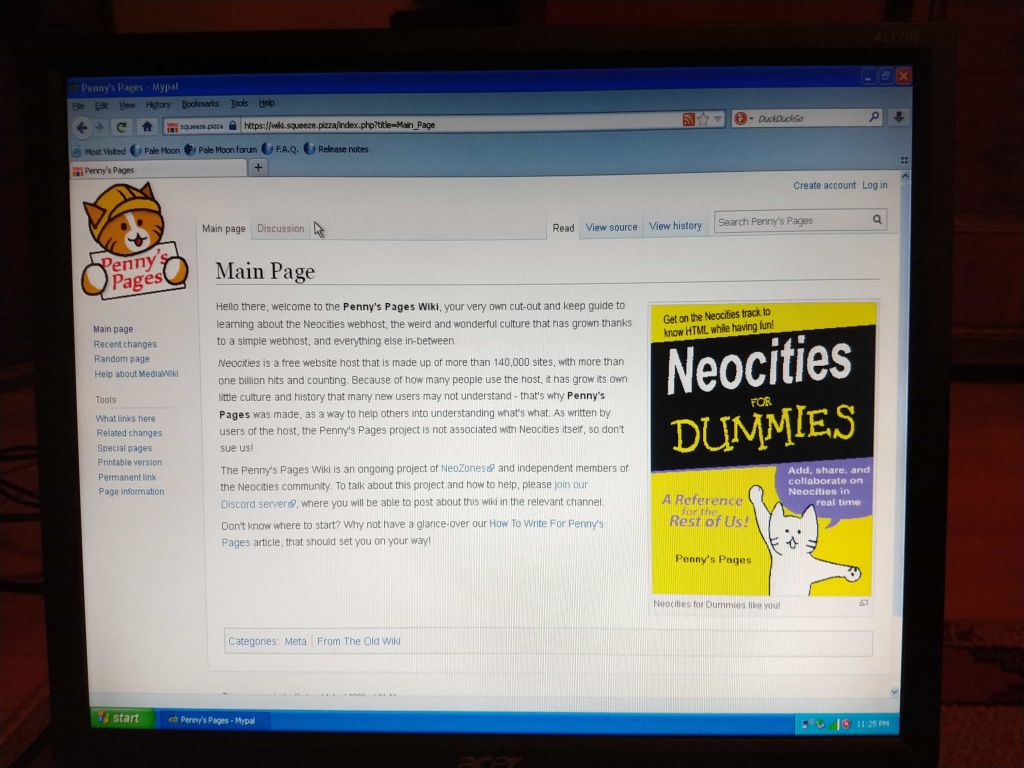 AL1706
Penny's Pages - Mypal
File Edit View History Bookmarks Tools Help
squeeze.pizza https://wiki.squeeze.pizza/index.php?title=Main_Page DuckDuckGo
Most Visited Pale Moon Pale Moon forum F.A.Q. Release notes
Penny's Pages +
Create account Log in
Penny's
Pages
Main page Discussion Read View source View history Search Penny's Pages
Main Page
Hello there, welcome to the Penny's Pages Wiki, your very own cut-out and keep guide to
learning about the Neocities webhost, the weird and wonderful culture that has grown thanks
to a simple webhost, and everything else in-between.
Neocities is a free website host that is made up of more than 140,000 sites, with more than
one billion hits and counting. Because of how many people use the host, it has grow its own
little culture and history that many new users may not understand - that's why Penny's
Pages was made, as a way to help others into understanding what's what. As written by
users of the host, the Penny's Pages project is not associated with Neocities itself, so don't
sue us!
The Penny's Pages Wiki is an ongoing project of NeoZones and independent members of
the Neocities community. To talk about this project and how to help, please join our
Discord server, where you will be able to post about this wiki in the relevant channel.
Don't know where to start? Why not have a glance-over our How To Write For Penny's
Pages article, that should set you on your way!
Main page
Recent changes
Random page
Help about MediaWiki
Tools
What links here
Related changes
Special pages
Printable version
Permanent link
Page information
Get on the Neocities track to
know HTML while having fun!
Neocities
FOR
DUMMIES
Add, share, and
collaborate on
Neocities in
real time
A Reference
for the
Rest of Us!
Penny's Pages
Neocities for Dummies like you!
Categories: Meta From The Old Wiki
start Penny's Pages - Mypal 11:25 PM
acer